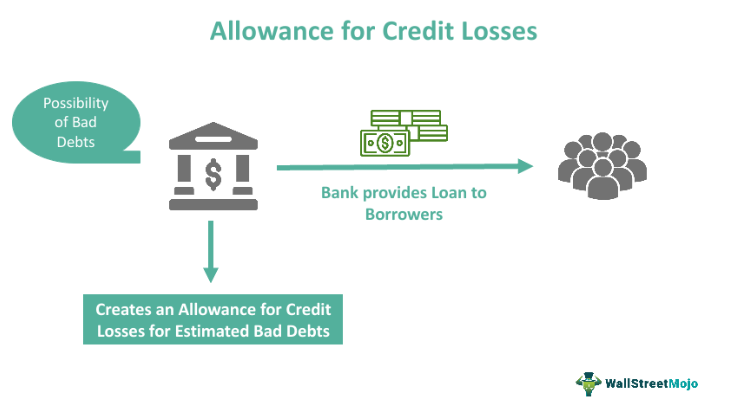 Allowance for Credit Losses
Possibility
of Bad
Debts
$
$
Bank provides Loan to
Borrowers
Creates an Allowance for Credit
Losses for Estimated Bad Debts
WallStreetMojo